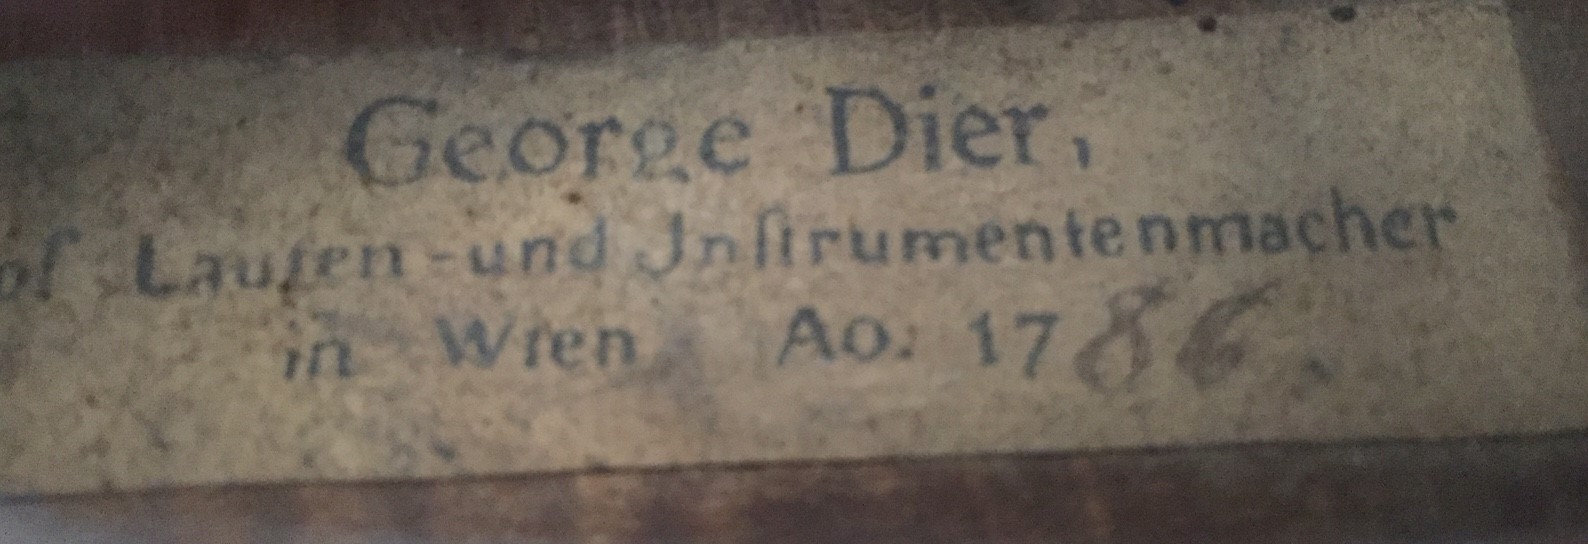 George Dier,
of Lauten - und Jnſtrumentenmacher
in Wien Ao: 1786.